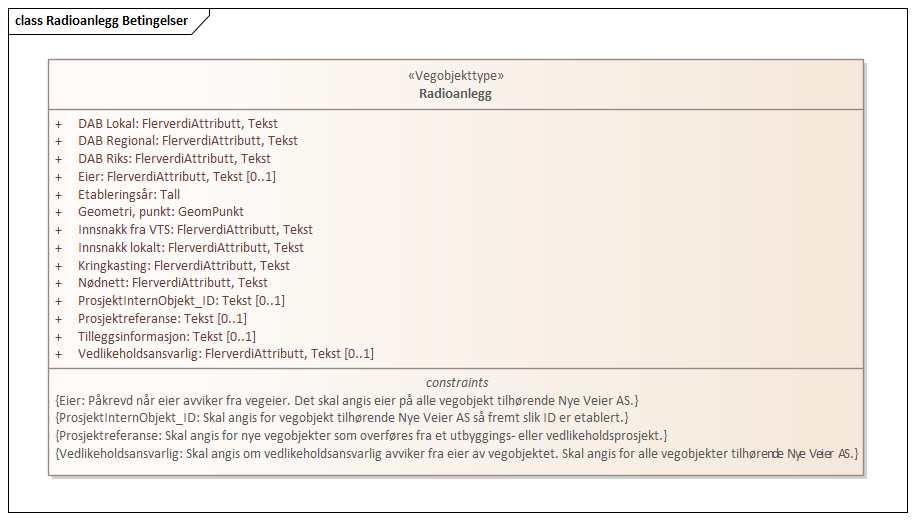 class Radioanlegg Betingelser
«Vegobjekttype»
Radioanlegg
+ DAB Lokal: FlerverdiAttributt, Tekst
+ DAB Regional: FlerverdiAttributt, Tekst
+ DAB Riks: FlerverdiAttributt, Tekst
+ Eier: FlerverdiAttributt, Tekst [0..1]
+ Etableringsår: Tall
+ Geometri, punkt: GeomPunkt
+ Innsnakk fra VTS: FlerverdiAttributt, Tekst
+ Innsnakk lokalt: FlerverdiAttributt, Tekst
+ Kringkasting: FlerverdiAttributt, Tekst
+ Nødnett: FlerverdiAttributt, Tekst
+ ProsjektInternObjekt_ID: Tekst [0..1]
+ Prosjektreferanse: Tekst [0..1]
+ Tilleggsinformasjon: Tekst [0..1]
+ Vedlikeholdsansvarlig: FlerverdiAttributt, Tekst [0..1]
constraints
{Eier: Påkrevd når eier avviker fra vegeier. Det skal angis eier på alle vegobjekt tilhørende Nye Veier AS.}
{ProsjektInternObjekt_ID: Skal angis for vegobjekt tilhørende Nye Veier AS så fremt slik ID er etablert.}
{Prosjektreferanse: Skal angis for nye vegobjekter som overføres fra et utbyggings- eller vedlikeholdsprosjekt.}
{Vedlikeholdsansvarlig: Skal angis om vedlikeholdsansvarlig avviker fra eier av vegobjektet. Skal angis for alle vegobjekter tilhørende Nye Veier AS.}